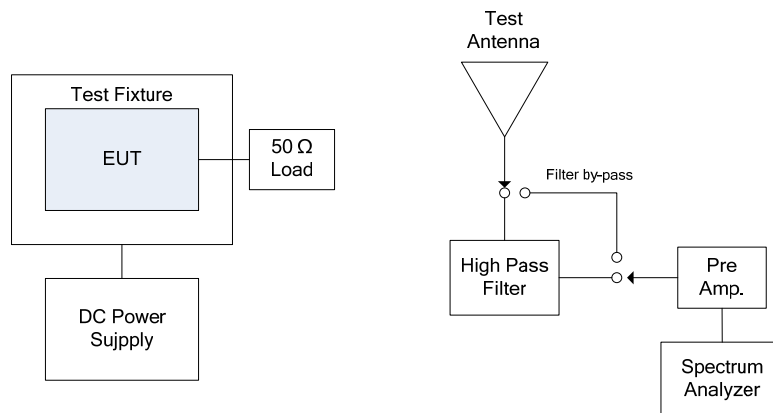 Test
Antenna
Test Fixture
EUT
50 Ω
Load
Filter by-pass
High Pass
Filter
Pre
Amp.
DC Power
Sujpply
Spectrum
Analyzer